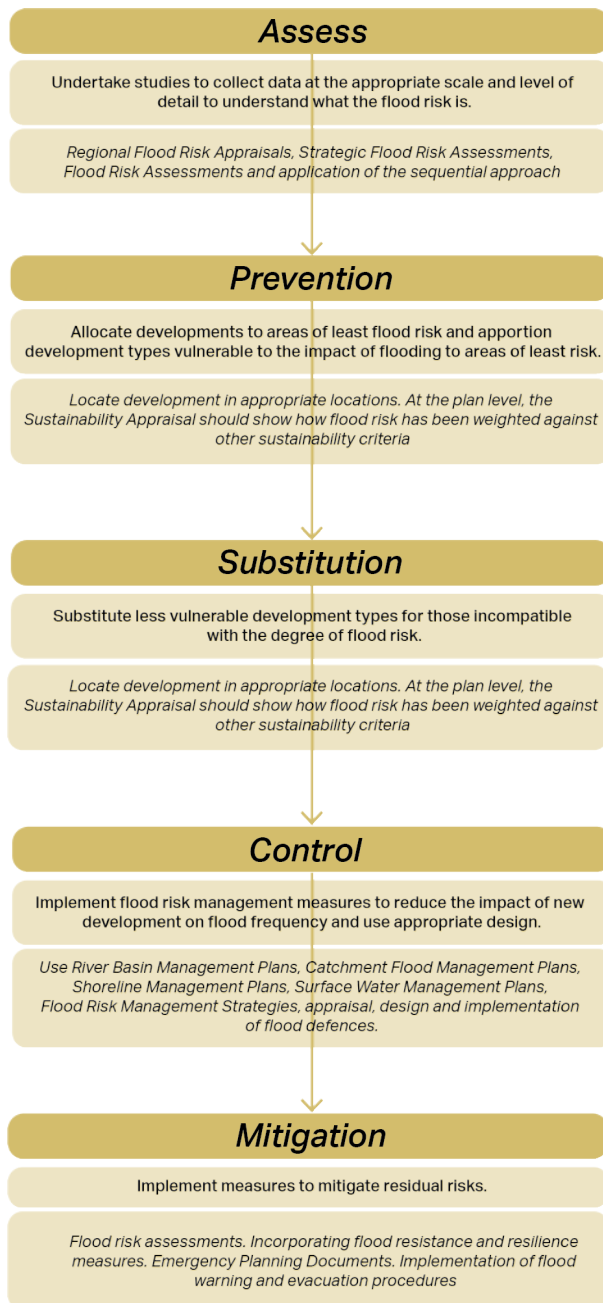 Assess
Undertake studies to collect data at the appropriate scale and level of
detail to understand what the flood risk is.
Regional Flood Risk Appraisals, Strategic Flood Risk Assessments,
Flood Risk Assessments and application of the sequential approach
Prevention
Allocate developments to areas of least flood risk and apportion
development types vulnerable to the impact of flooding to areas of least risk.
Locate development in appropriate locations. At the plan level, the
Sustainability Appraisal should show how flood risk has been weighted against
other sustainability criteria
Substitution
Substitute less vulnerable development types for those incompatible
with the degree of flood risk.
Locate development in appropriate locations. At the plan level, the
Sustainability Appraisal should show how flood risk has been weighted against
other sustainability criteria
Control
Implement flood risk management measures to reduce the impact of new
development on flood frequency and use appropriate design.
Use River Basin Management Plans, Catchment Flood Management Plans,
Shoreline Management Plans, Surface Water Management Plans,
Flood Risk Management Strategies, appraisal, design and implementation
of flood defences.
Mitigation
Implement measures to mitigate residual risks.
Flood risk assessments. Incorporating flood resistance and resilience
measures. Emergency Planning Documents. Implementation of flood
warning and evacuation procedures